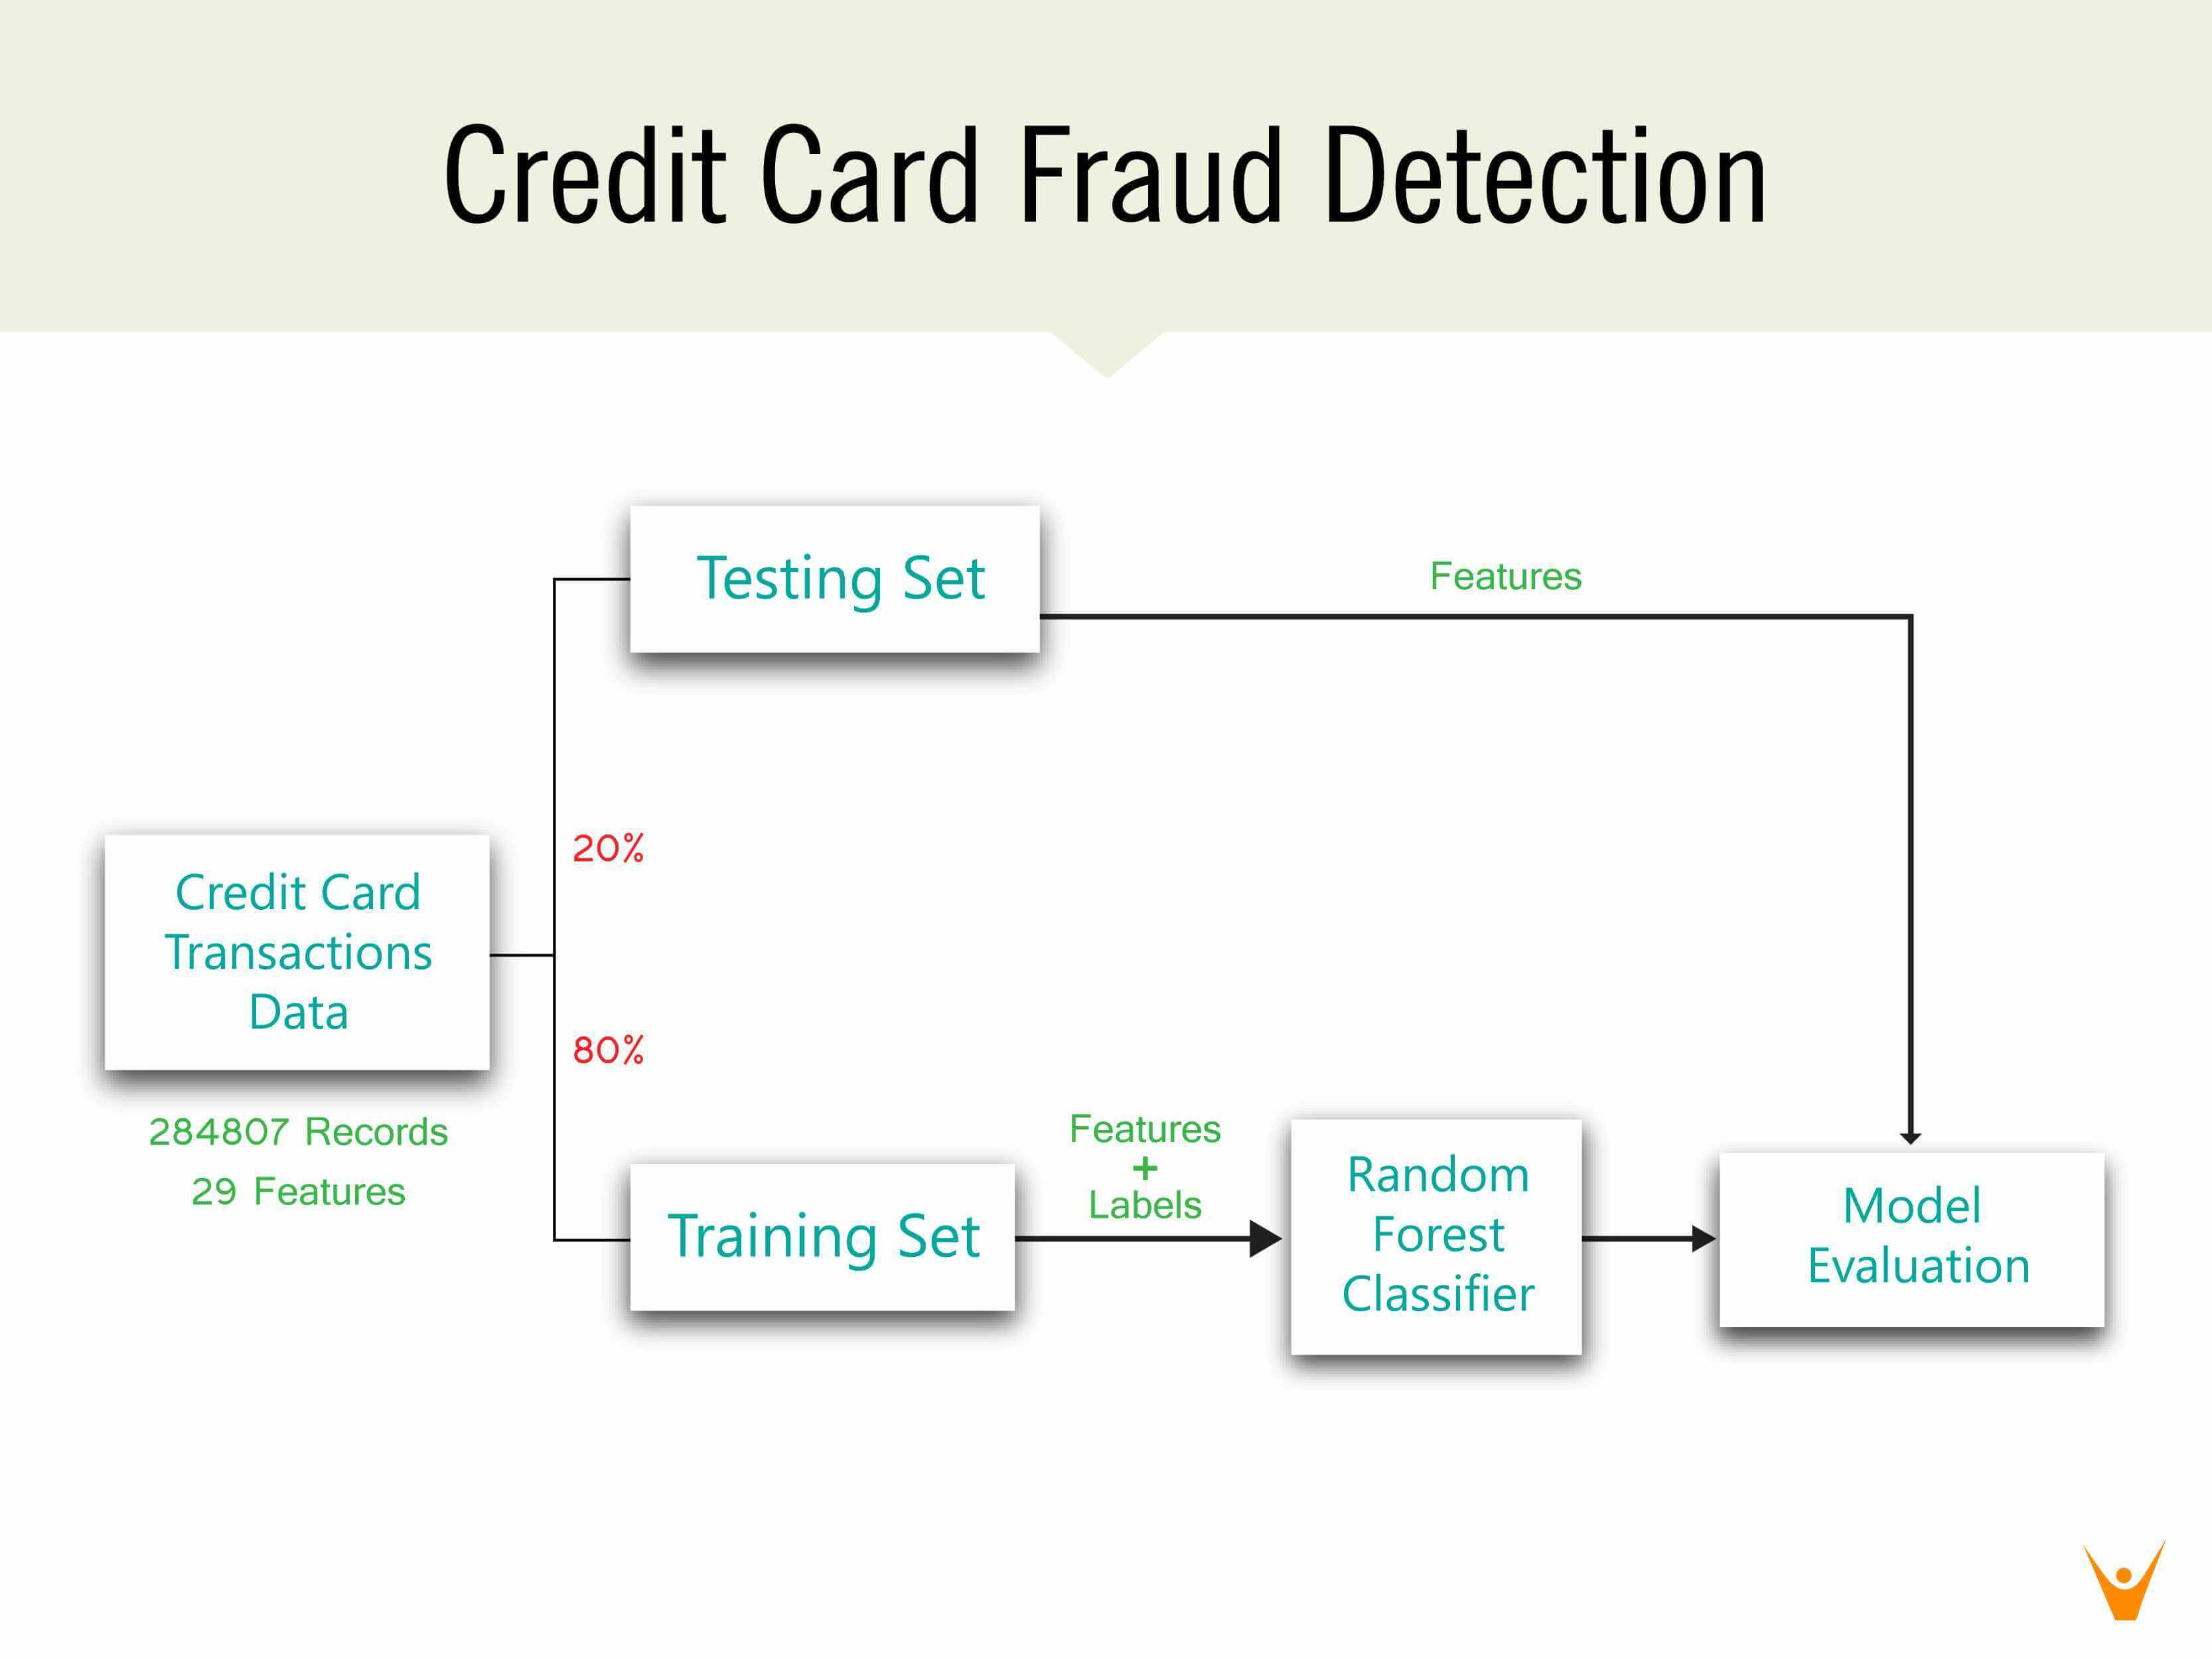 Credit Card Fraud Detection
Testing Set
Features
20%
Credit Card
Transactions
Data
80%
284807 Records
29 Features
Training Set
Features
+
Labels
Random
Forest
Classifier
Model
Evaluation